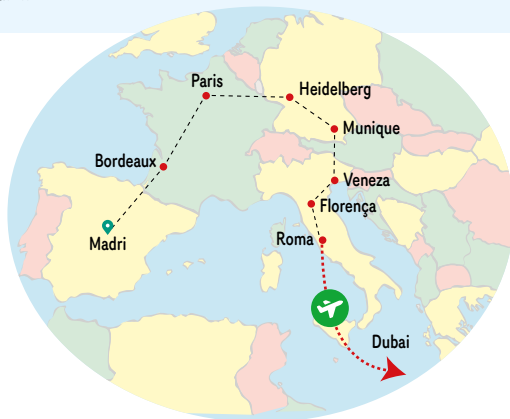 Paris
Heidelberg
Munique
Bordeaux
Veneza
Florença
Madri
Roma
Dubai